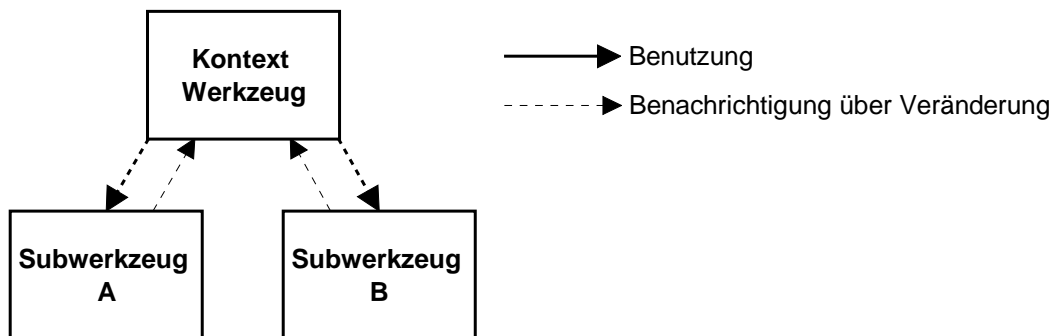 Kontext
Werkzeug
Benutzung
Benachrichtigung über Veränderung
Subwerkzeug
A
Subwerkzeug
B